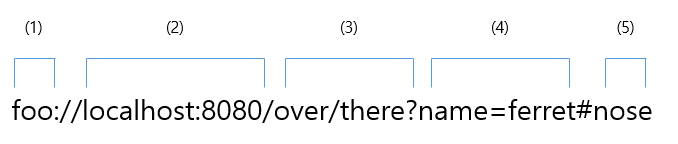 (1) (2) (3) (4) (5)
foo://localhost:8080/over/there?name=ferret#nose